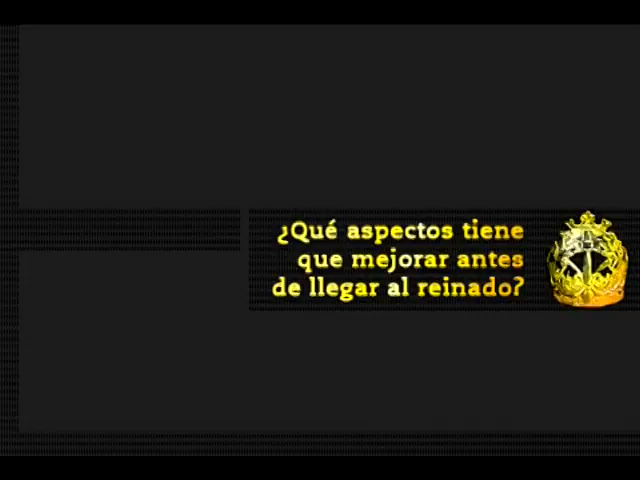 ¿Qué aspectos tiene
que mejorar antes
de llegar al reinado?